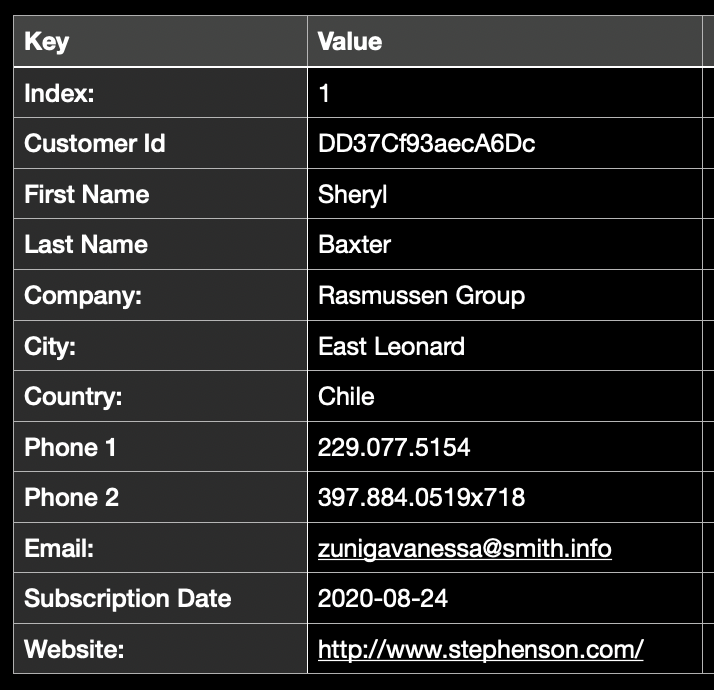 Key Value
Index: 1
Customer Id DD37Cf93aecA6Dc
First Name Sheryl
Last Name Baxter
Company: Rasmussen Group
City: East Leonard
Country: Chile
Phone 1 229.077.5154
Phone 2 397.884.0519x718
Email: zunigavanessa@smith.info
Subscription Date 2020-08-24
Website: http://www.stephenson.com/